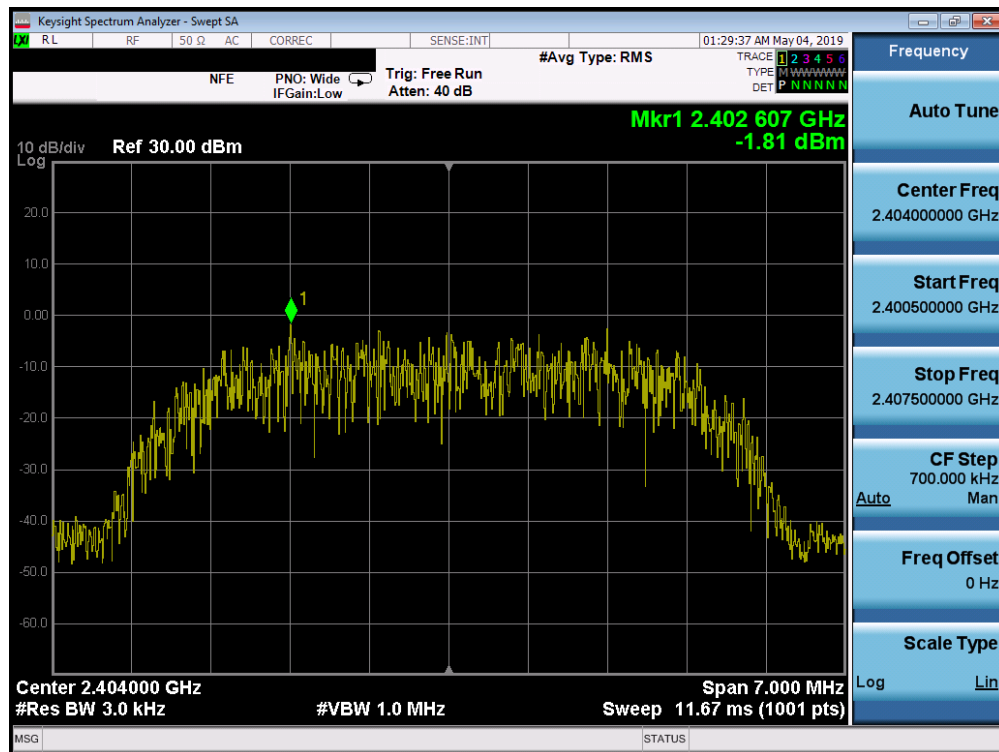 Keysight Spectrum Analyzer - Swept SA
LXI RL RF 50 Ω AC CORREC SENSE:INT 01:29:37 AM May 04, 2019
NFE PNO: Wide Trig: Free Run #Avg Type: RMS TRACE 1 2 3 4 5 6
IFGain:Low Atten: 40 dB TYPE M WWWWW
DET P N N N N N
Mkr1 2.402 607 GHz
-1.81 dBm
10 dB/div Ref 30.00 dBm
Log
20.0
10.0
0.00
-10.0
-20.0
-30.0
-40.0
-50.0
-60.0
1
Center 2.404000 GHz Span 7.000 MHz
#Res BW 3.0 kHz #VBW 1.0 MHz Sweep 11.67 ms (1001 pts)
MSG STATUS
Frequency
Auto Tune
Center Freq
2.404000000 GHz
Start Freq
2.400500000 GHz
Stop Freq
2.407500000 GHz
CF Step
700.000 kHz
Auto Man
Freq Offset
0 Hz
Scale Type
Log Lin